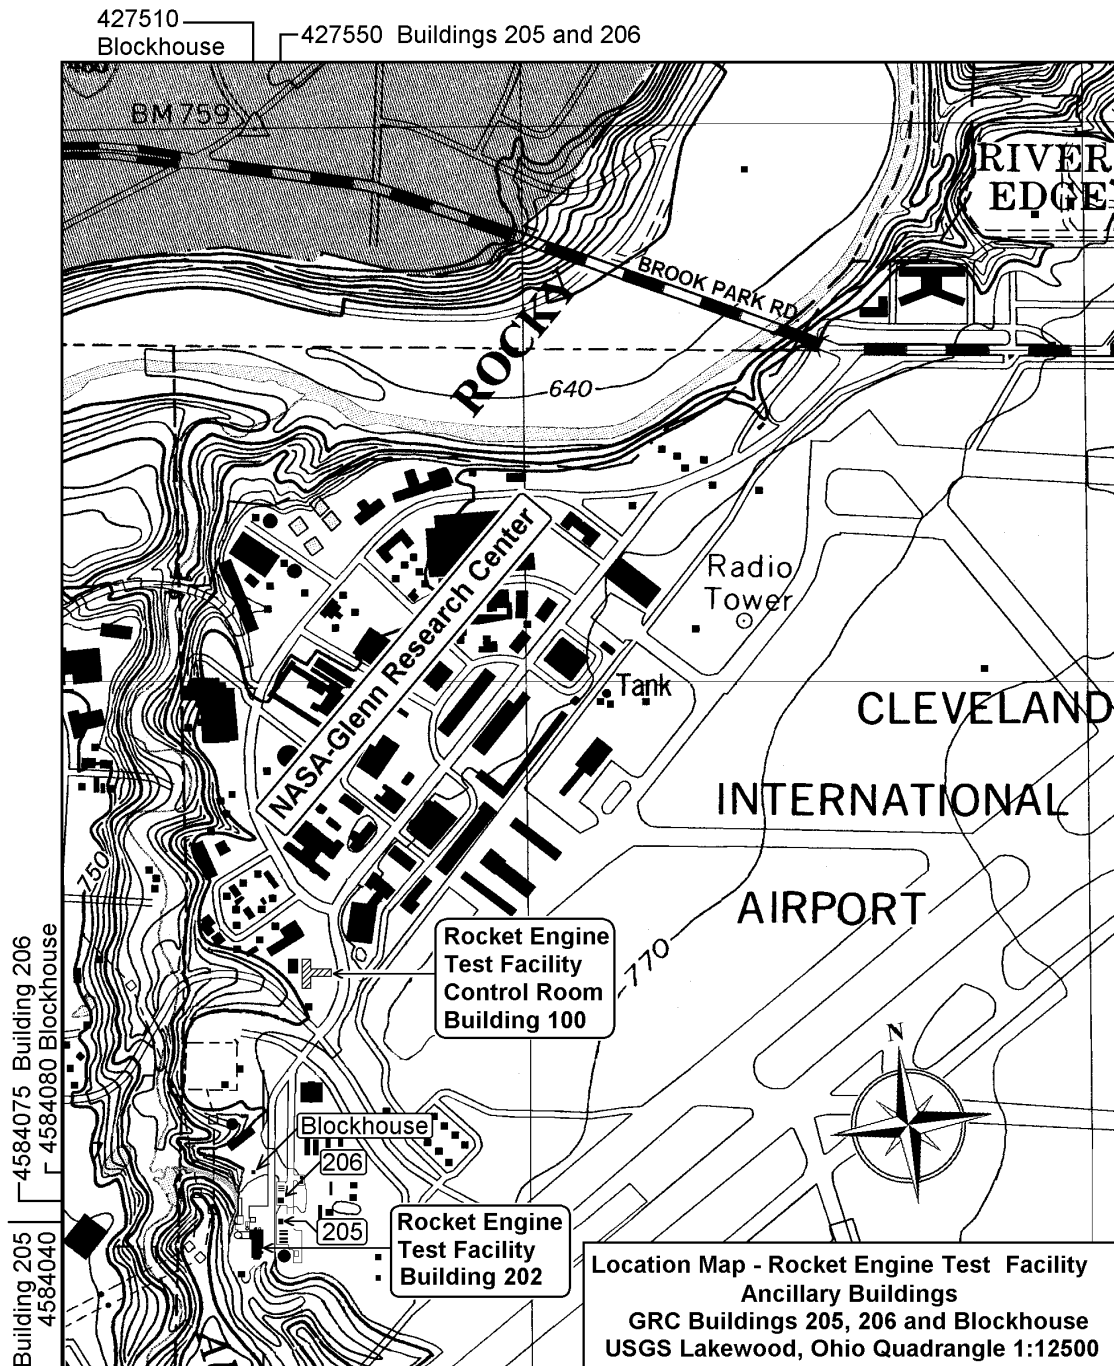 427510
Blockhouse
427550 Buildings 205 and 206
BM 759
RIVER
EDGE
BROOK PARK RD
ROCKY
640
NASA-Glenn Research Center
Radio
Tower
Tank
CLEVELAND
INTERNATIONAL
AIRPORT
750
770
Rocket Engine
Test Facility
Control Room
Building 100
N
Blockhouse
206
205
Rocket Engine
Test Facility
Building 202
4584075 Building 206
4584080 Blockhouse
Building 205
4584040
Location Map - Rocket Engine Test Facility
Ancillary Buildings
GRC Buildings 205, 206 and Blockhouse
USGS Lakewood, Ohio Quadrangle 1:12500